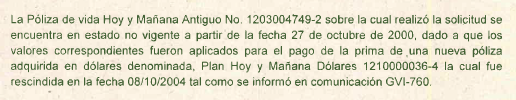 La Póliza de vida Hoy y Mañana Antiguo No. 1203004749-2 sobre la cual realizó la solicitud se
encuentra en estado no vigente a partir de la fecha 27 de octubre de 2000, dado a que los
valores correspondientes fueron aplicados para el pago de la prima de una nueva póliza
adquirida en dólares denominada, Plan Hoy y Mañana Dólares 1210000036-4 la cual fue
rescindida en la fecha 08/10/2004 tal como se informó en comunicación GVI-760.